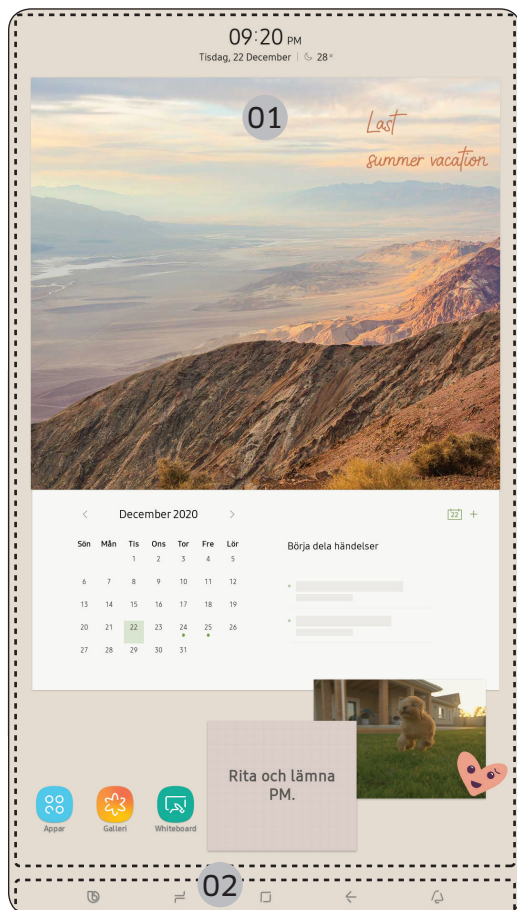 09:20 PM
Tisdag, 22 December | 28°
01
Last
summer vacation
< December 2020 >
22 +
Sön Mån Tis Ons Tor Fre Lör
Börja dela händelser
1 2 3 4 5
6 7 8 9 10 11 12
13 14 15 16 17 18 19
20 21 22 23 24 25 26
27 28 29 30 31
Rita och lämna
PM.
Appar Galleri Whiteboard
02